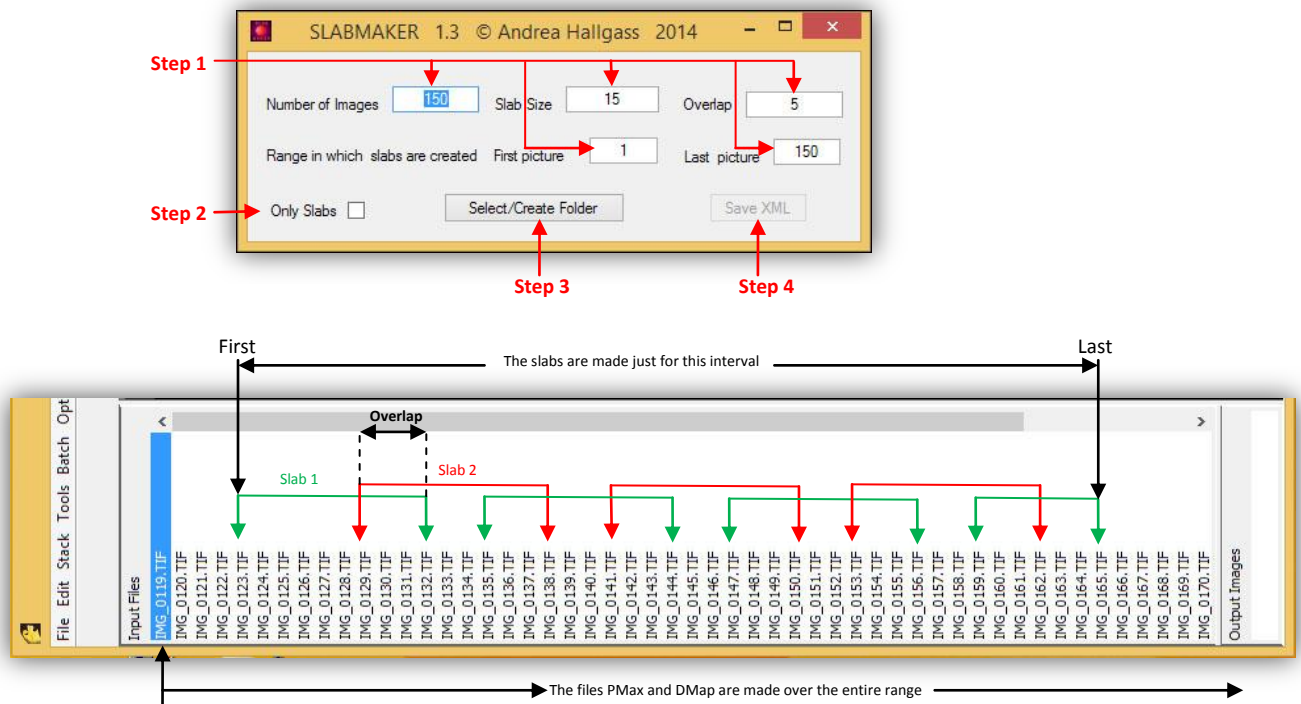 SLABMAKER 1.3 © Andrea Hallgass 2014
Step 1
Number of Images 150 Slab Size 15 Overlap 5
Range in which slabs are created First picture 1 Last picture 150
Step 2 Only Slabs Select/Create Folder Save XML
Step 3 Step 4
First Last
The slabs are made just for this interval
File Edit Stack Tools Batch Opt
Overlap
Slab 1 Slab 2
Input Files
IMG_0119.TIF
IMG_0120.TIF
IMG_0121.TIF
IMG_0122.TIF
IMG_0123.TIF
IMG_0124.TIF
IMG_0125.TIF
IMG_0126.TIF
IMG_0127.TIF
IMG_0128.TIF
IMG_0129.TIF
IMG_0130.TIF
IMG_0131.TIF
IMG_0132.TIF
IMG_0133.TIF
IMG_0134.TIF
IMG_0135.TIF
IMG_0136.TIF
IMG_0137.TIF
IMG_0138.TIF
IMG_0139.TIF
IMG_0140.TIF
IMG_0141.TIF
IMG_0142.TIF
IMG_0143.TIF
IMG_0144.TIF
IMG_0145.TIF
IMG_0146.TIF
IMG_0147.TIF
IMG_0148.TIF
IMG_0149.TIF
IMG_0150.TIF
IMG_0151.TIF
IMG_0152.TIF
IMG_0153.TIF
IMG_0154.TIF
IMG_0155.TIF
IMG_0156.TIF
IMG_0157.TIF
IMG_0158.TIF
IMG_0159.TIF
IMG_0160.TIF
IMG_0161.TIF
IMG_0162.TIF
IMG_0163.TIF
IMG_0164.TIF
IMG_0165.TIF
IMG_0166.TIF
IMG_0167.TIF
IMG_0168.TIF
IMG_0169.TIF
IMG_0170.TIF
Output Images
The files PMax and DMap are made over the entire range